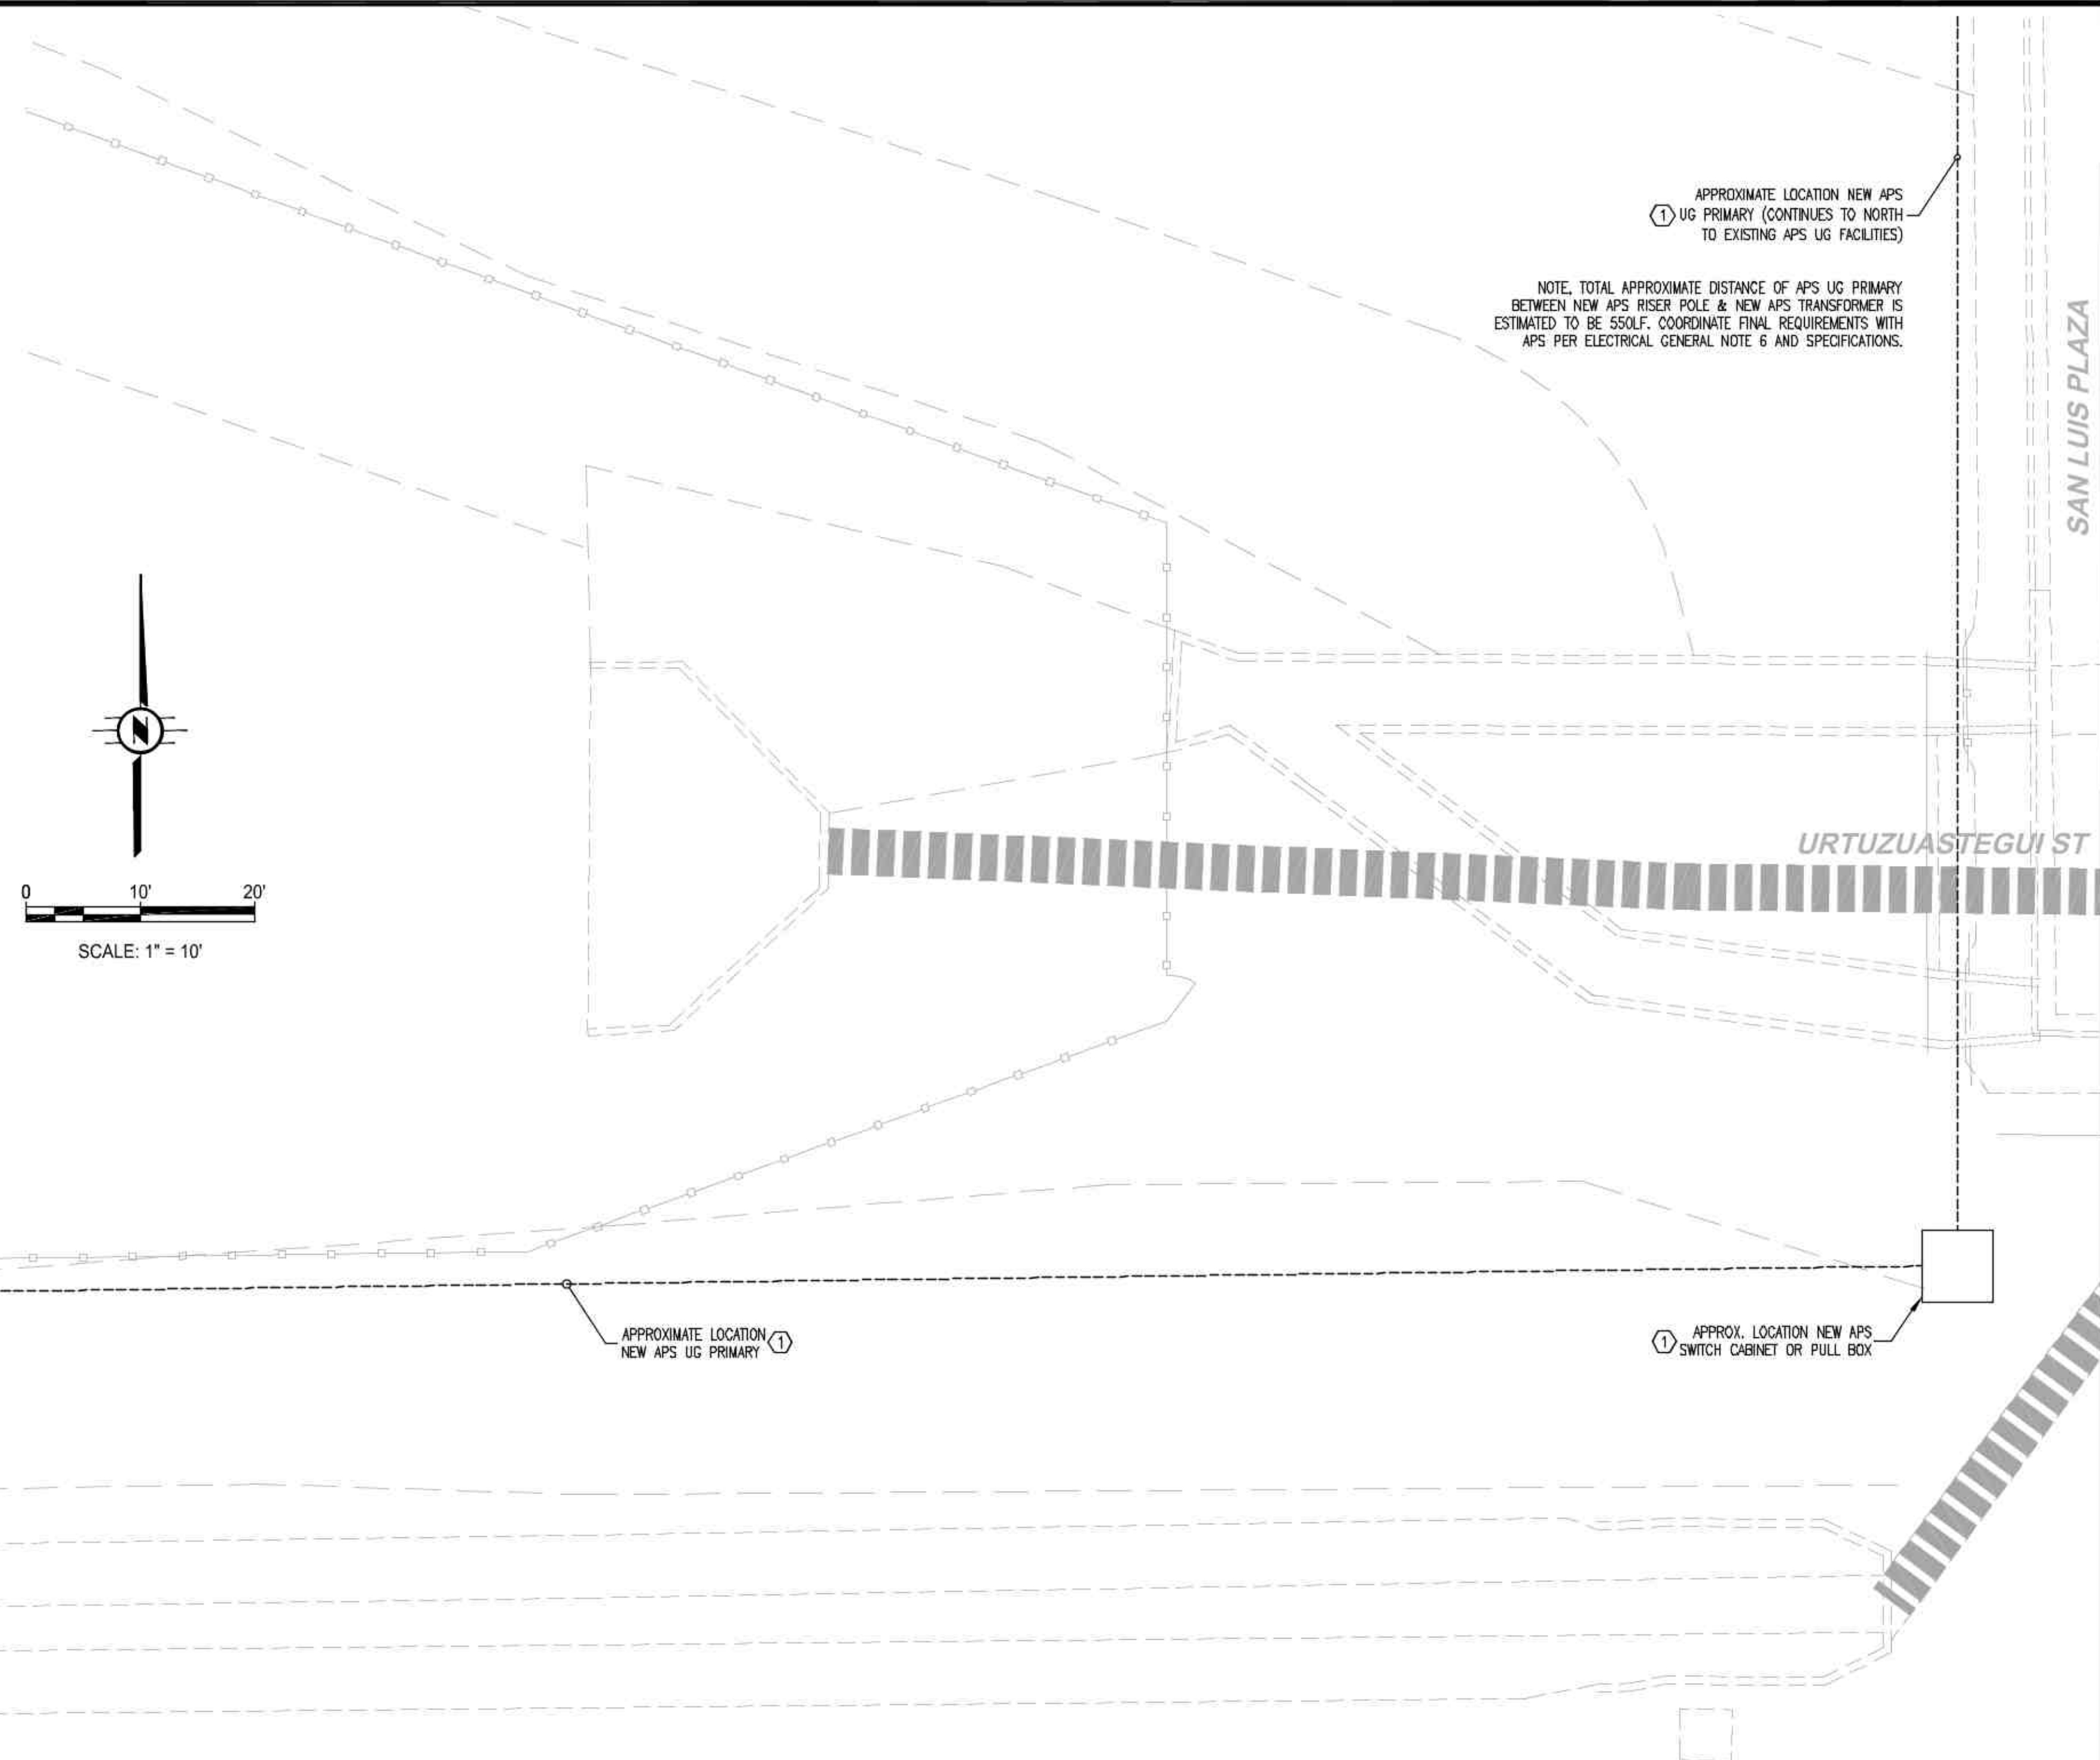 APPROXIMATE LOCATION NEW APS
1 UG PRIMARY (CONTINUES TO NORTH
TO EXISTING APS UG FACILITIES)
NOTE, TOTAL APPROXIMATE DISTANCE OF APS UG PRIMARY
BETWEEN NEW APS RISER POLE & NEW APS TRANSFORMER IS
ESTIMATED TO BE 550LF. COORDINATE FINAL REQUIREMENTS WITH
APS PER ELECTRICAL GENERAL NOTE 6 AND SPECIFICATIONS.
SAN LUIS PLAZA
N
URTUZUASTEGUI ST
0 10' 20'
SCALE: 1" = 10'
APPROXIMATE LOCATION 1
NEW APS UG PRIMARY
1 APPROX. LOCATION NEW APS
SWITCH CABINET OR PULL BOX